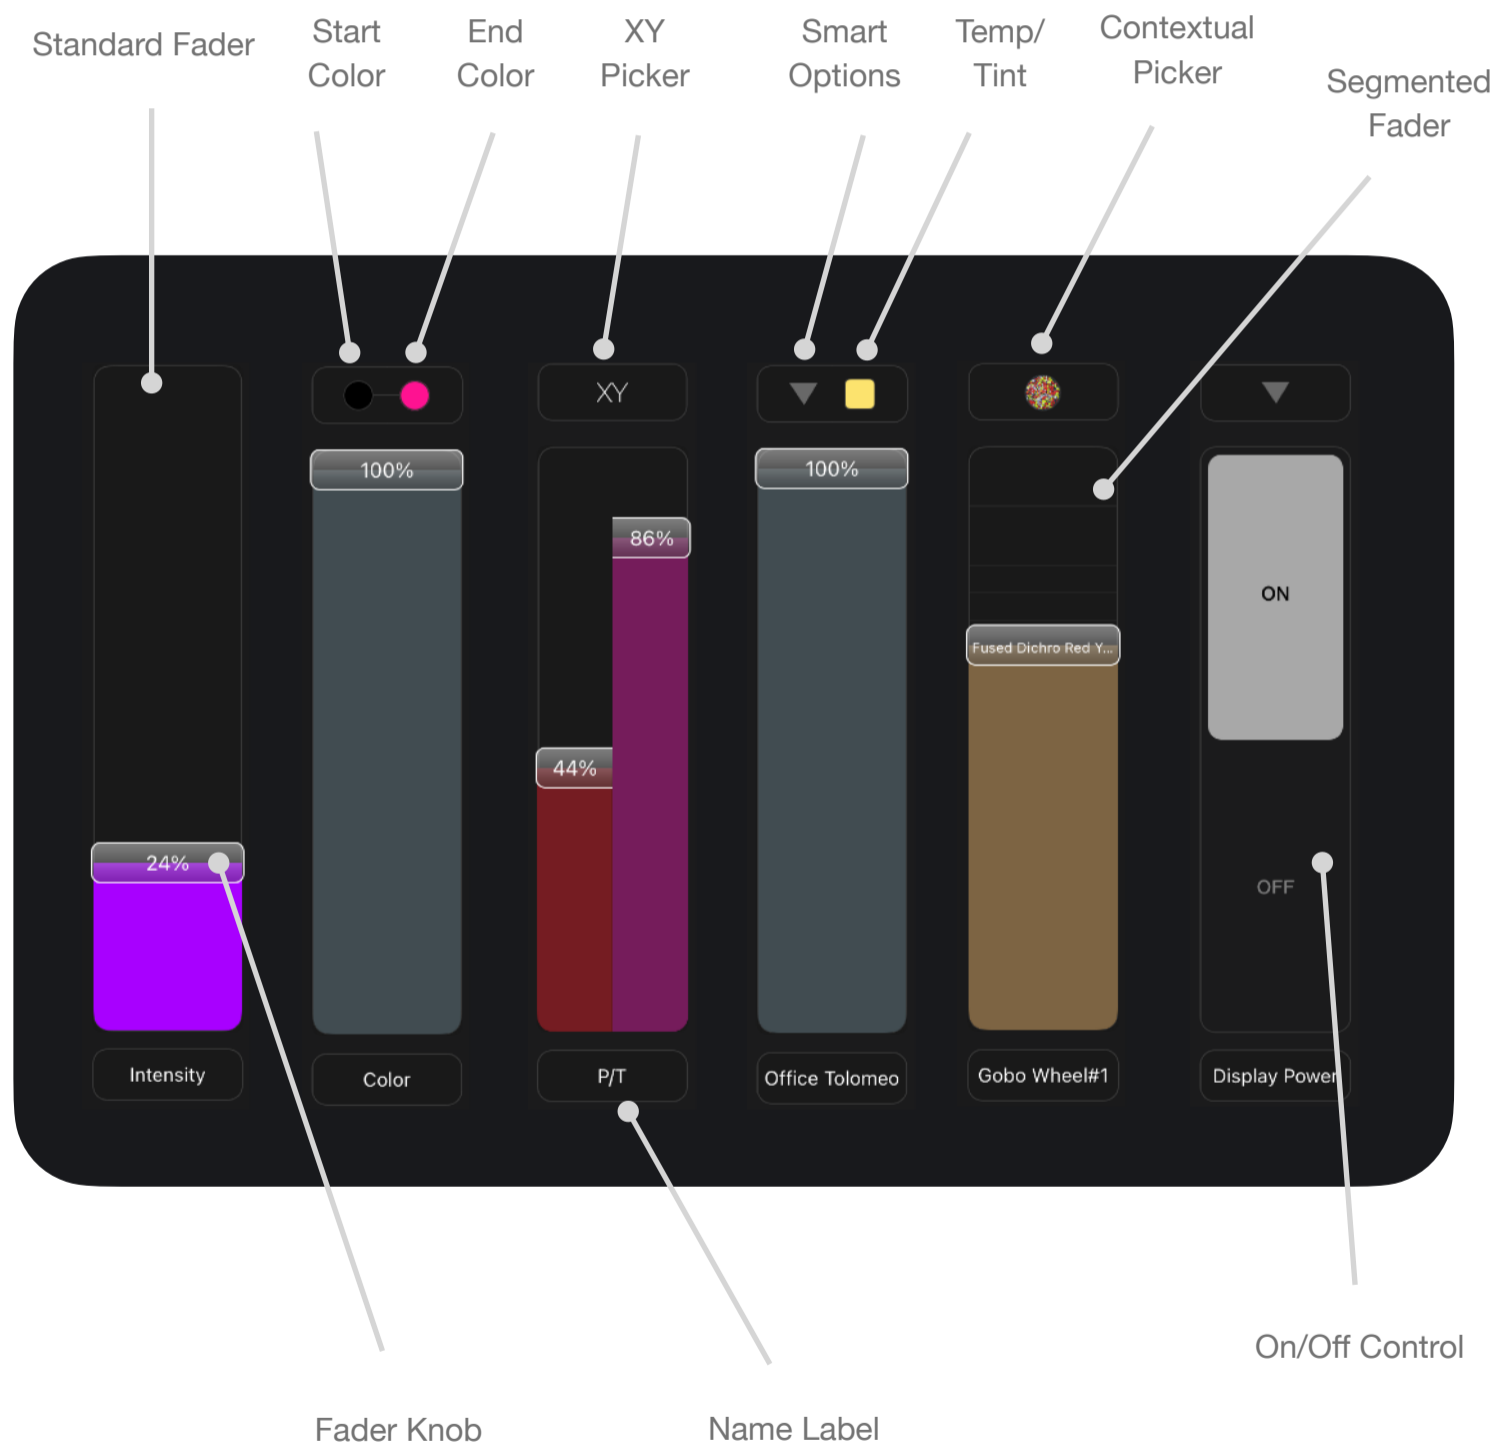 Standard Fader
Start
Color
End
Color
XY
Picker
Smart
Options
Temp/
Tint
Contextual
Picker
Segmented
Fader
XY
100%
100%
86%
ON
Fused Dichro Red Y...
44%
24%
OFF
Intensity
Color
P/T
Office Tolomeo
Gobo Wheel#1
Display Power
On/Off Control
Fader Knob
Name Label